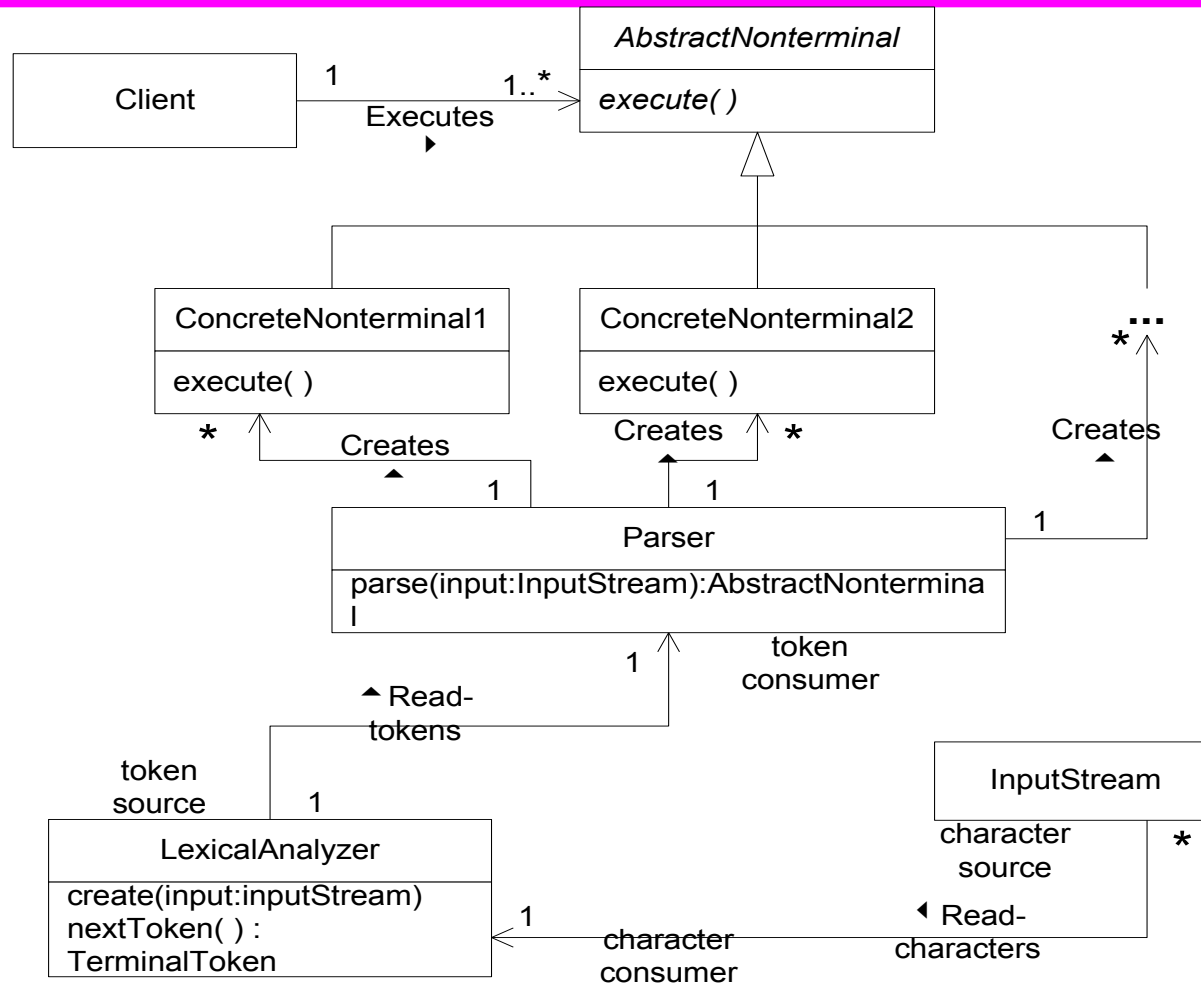 AbstractNonterminal
execute( )
Client
1
1..*
Executes
ConcreteNonterminal1
execute( )
ConcreteNonterminal2
execute( )
...
*
*
Creates
1
Creates
*
1
Creates
1
Parser
parse(input:InputStream):AbstractNontermina
l
token
consumer
1
Read-
tokens
token
source
1
LexicalAnalyzer
create(input:inputStream)
nextToken( ) :
TerminalToken
InputStream
character
source
*
Read-
characters
1
character
consumer